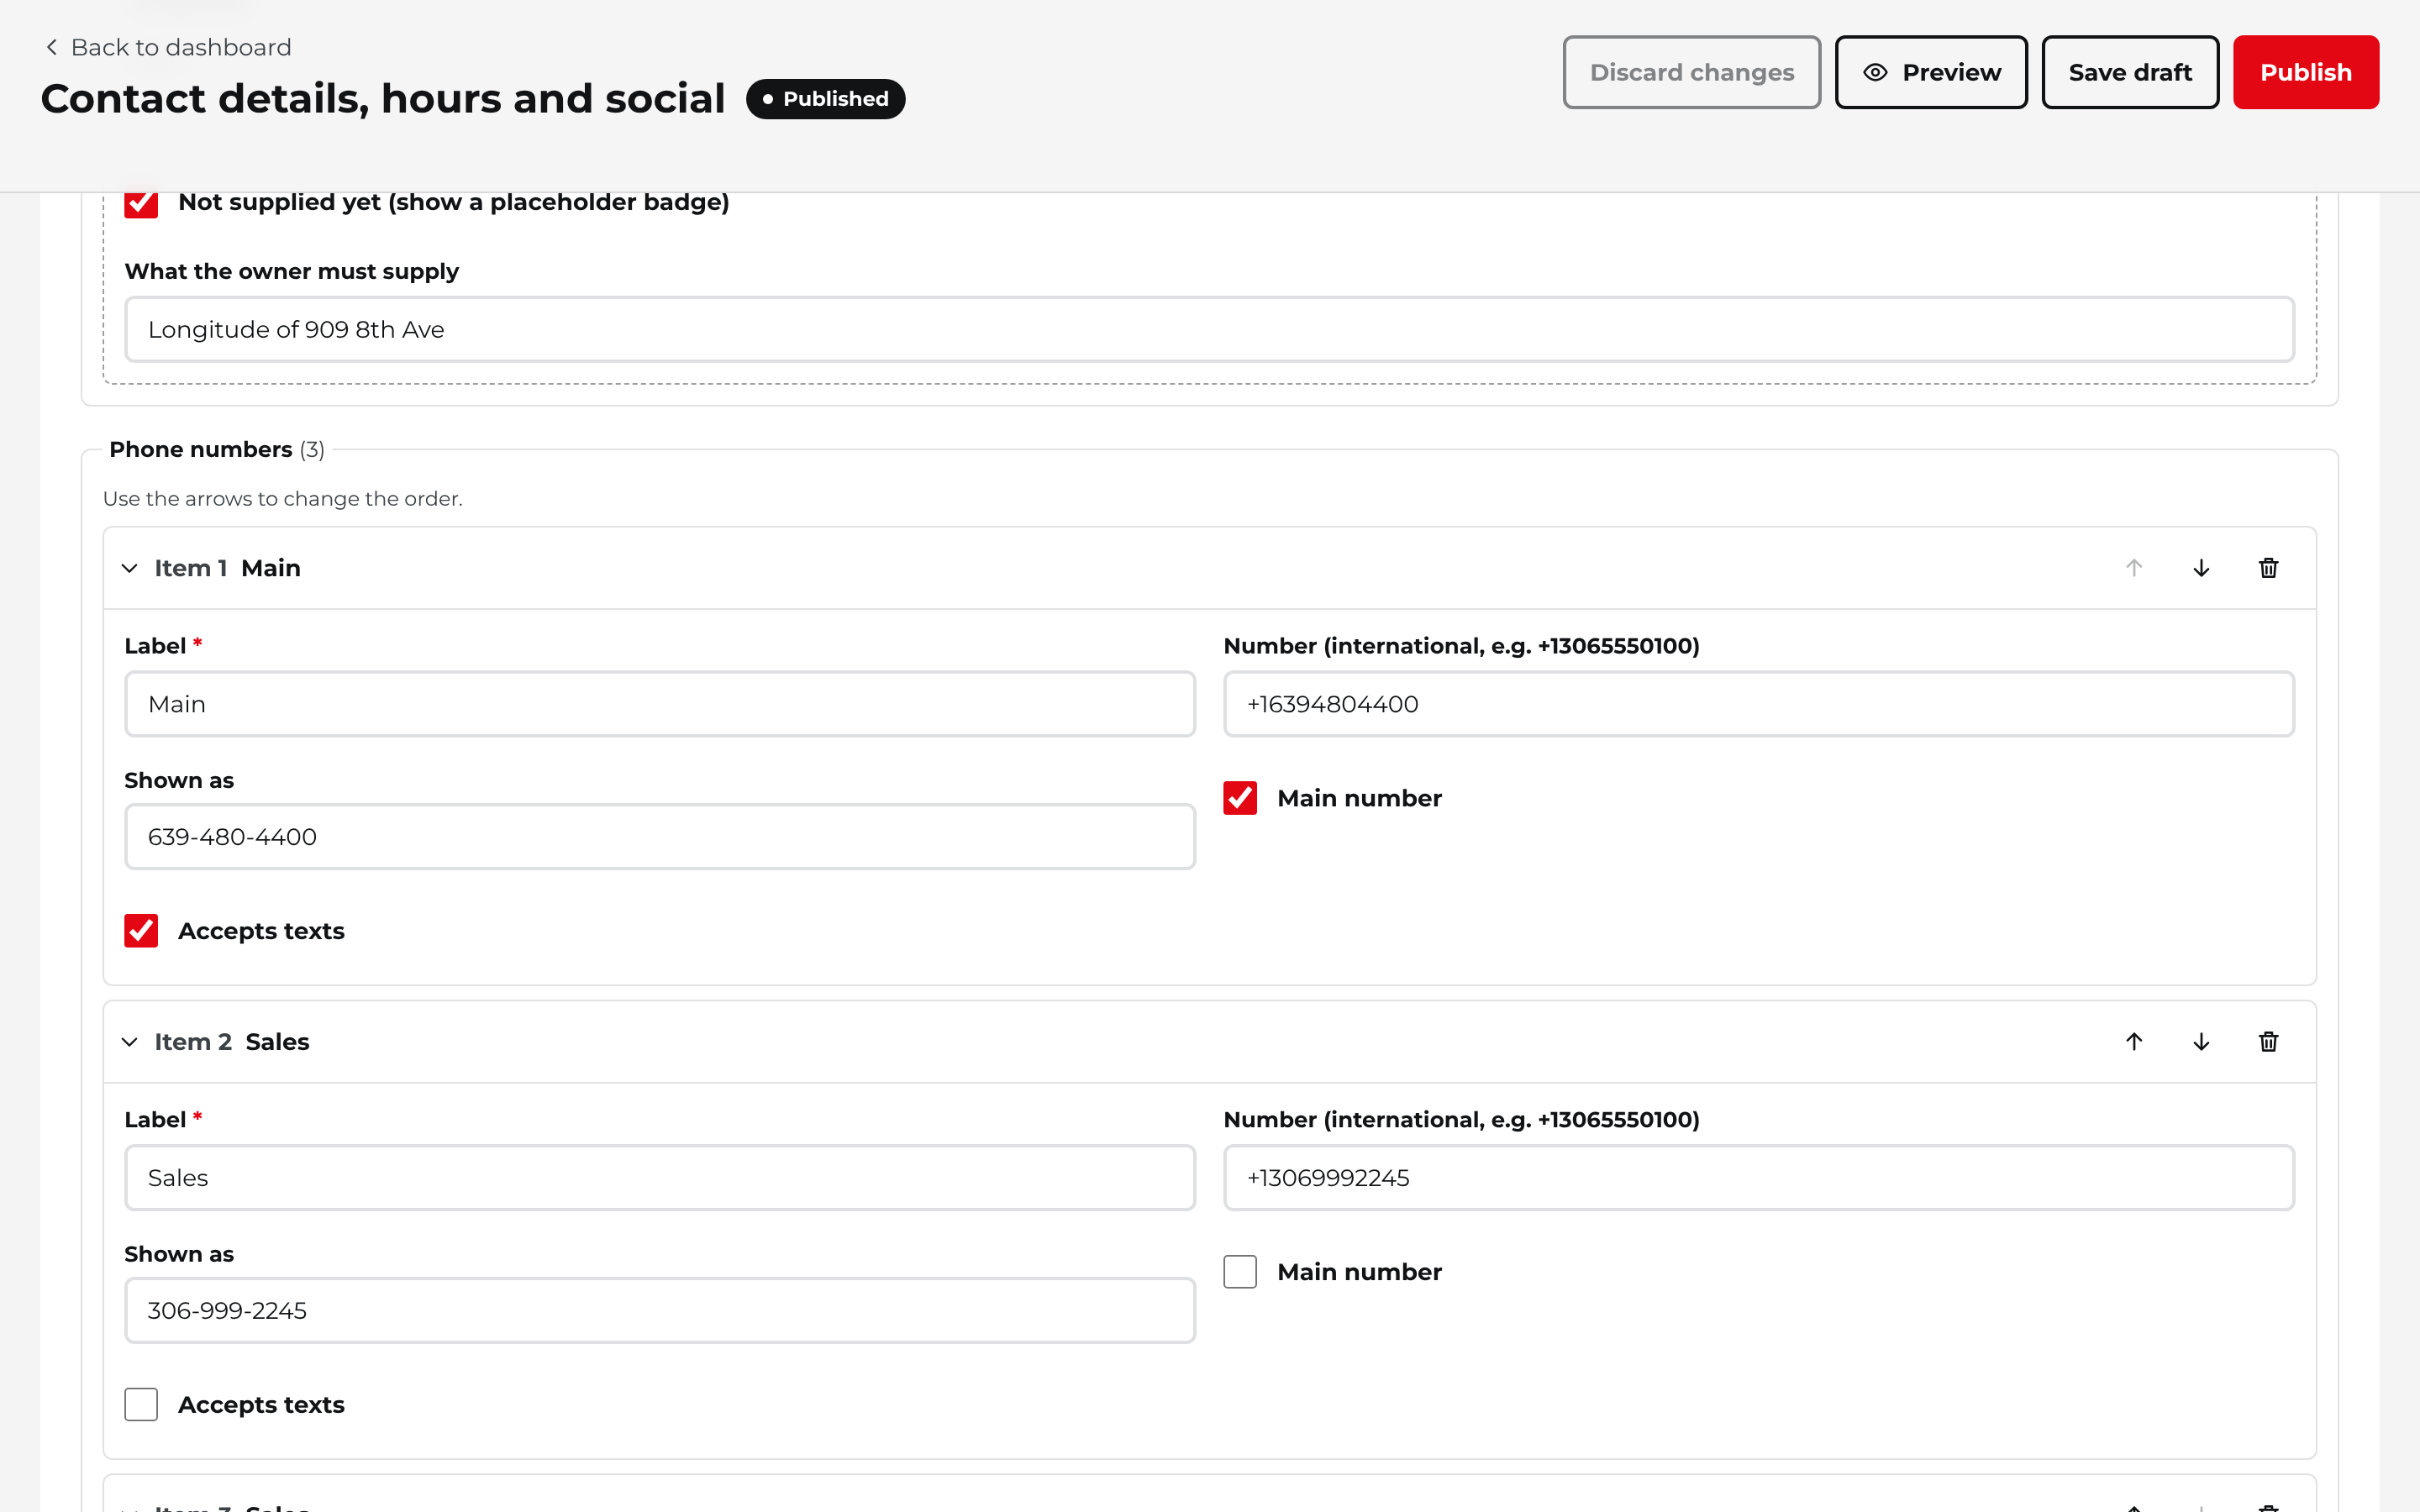 Back to dashboard
Contact details, hours and social
Published
Discard changes
Preview
Save draft
Publish
Not supplied yet (show a placeholder badge)
What the owner must supply
Longitude of 909 8th Ave
Phone numbers (3)
Use the arrows to change the order.
Item 1 Main
Label *
Number (international, e.g. +13065550100)
Main
+16394804400
Shown as
Main number
639-480-4400
Accepts texts
Item 2 Sales
Label *
Number (international, e.g. +13065550100)
Sales
+13069992245
Shown as
Main number
306-999-2245
Accepts texts
Item 3 Sales